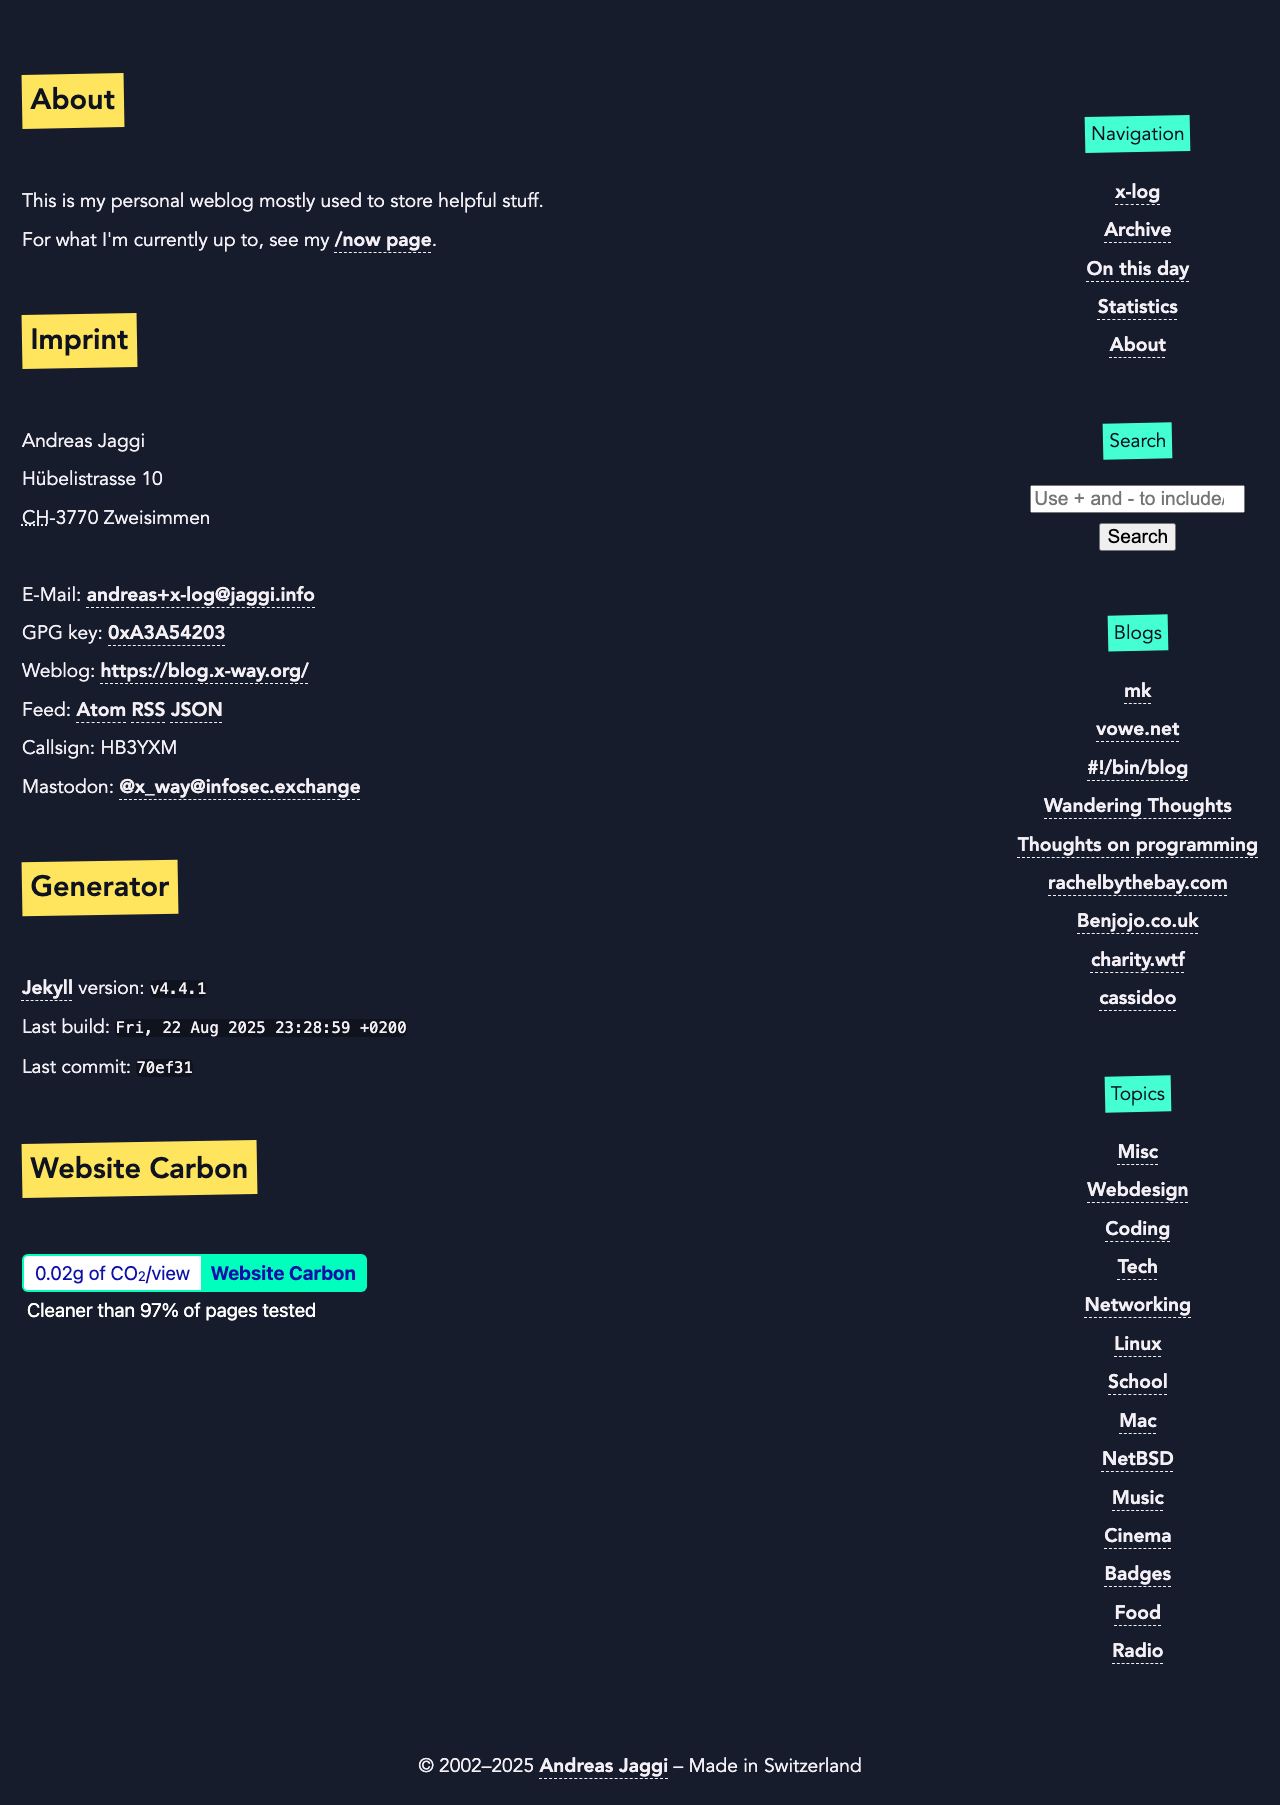 About
This is my personal weblog mostly used to store helpful stuff.
For what I'm currently up to, see my /now page.
Imprint
Andreas Jaggi
Hübelistrasse 10
CH-3770 Zweisimmen
E-Mail: andreas+x-log@jaggi.info
GPG key: 0xA3A54203
Weblog: https://blog.x-way.org/
Feed: Atom RSS JSON
Callsign: HB3YXM
Mastodon: @x_way@infosec.exchange
Generator
Jekyll version: v4.4.1
Last build: Fri, 22 Aug 2025 23:28:59 +0200
Last commit: 70ef31
Website Carbon
0.02g of CO₂/view Website Carbon
Cleaner than 97% of pages tested
Navigation
x-log
Archive
On this day
Statistics
About
Search
Use + and - to include/
Search
Blogs
mk
vowe.net
#!/bin/blog
Wandering Thoughts
Thoughts on programming
rachelbythebay.com
Benjojo.co.uk
charity.wtf
cassidoo
Topics
Misc
Webdesign
Coding
Tech
Networking
Linux
School
Mac
NetBSD
Music
Cinema
Badges
Food
Radio
© 2002–2025 Andreas Jaggi – Made in Switzerland